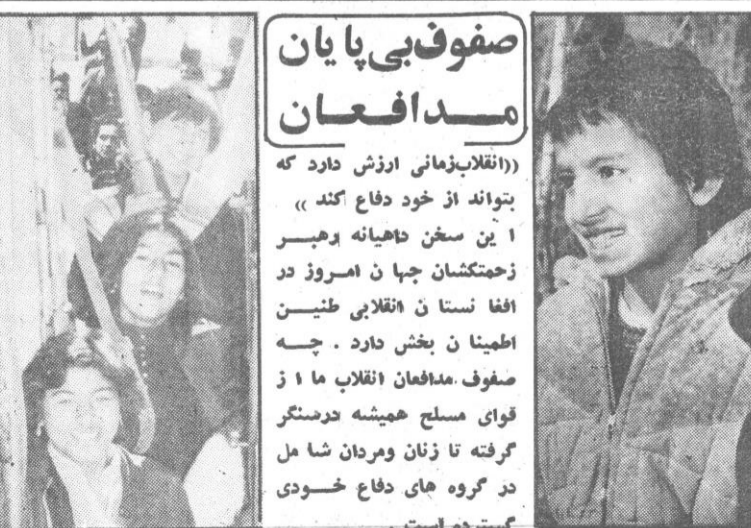 صفوف بی پایان
مدافعان
((انقلاب زمانی ارزش دارد که
بتواند از خود دفاع کند))
این سخن داهیانه رهبر
زحمتکشان جهان امروز در
افغانستان انقلابی طنین
اطمینان بخش دارد . چه
صفوف مدافعان انقلاب ما از
قوای مسلح همیشه درسنگر
گرفته تا زنان ومردان شامل
در گروه های دفاع خودی